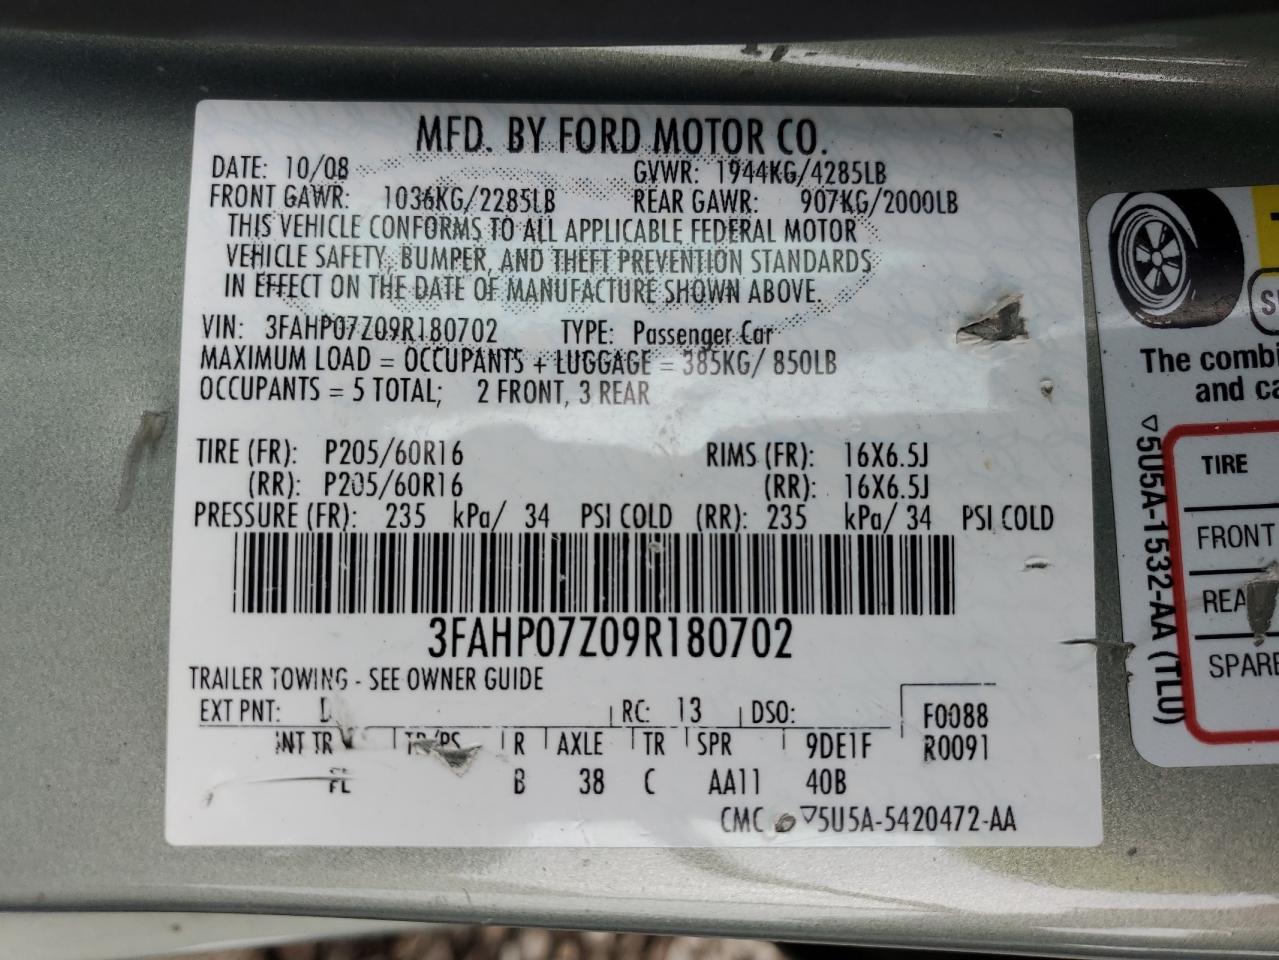 MFD. BY FORD MOTOR CO.
DATE: 10/08 GVWR: 1944KG/4285LB
FRONT GAWR: 1036KG/2285LB REAR GAWR: 907KG/2000LB
THIS VEHICLE CONFORMS TO ALL APPLICABLE FEDERAL MOTOR
VEHICLE SAFETY, BUMPER, AND THEFT PREVENTION STANDARDS
IN EFFECT ON THE DATE OF MANUFACTURE SHOWN ABOVE.
VIN: 3FAHP07Z09R180702 TYPE: Passenger Car
MAXIMUM LOAD = OCCUPANTS + LUGGAGE = 385KG/ 850LB
OCCUPANTS = 5 TOTAL; 2 FRONT, 3 REAR
TIRE (FR): P205/60R16 RIMS (FR): 16X6.5J
(RR): P205/60R16 (RR): 16X6.5J
PRESSURE (FR): 235 kPa/ 34 PSI COLD (RR): 235 kPa/ 34 PSI COLD
3FAHP07Z09R180702
TRAILER TOWING - SEE OWNER GUIDE
EXT PNT: RC: 13 DSO: F0088
INT TR R AXLE TR SPR 9DE1F R0091
FL B 38 C AA11 40B
CMC ▽5U5A-5420472-AA
The combi
and ca
▽5U5A-1532-AA (TLU)
TIRE
FRONT
REA
SPARE